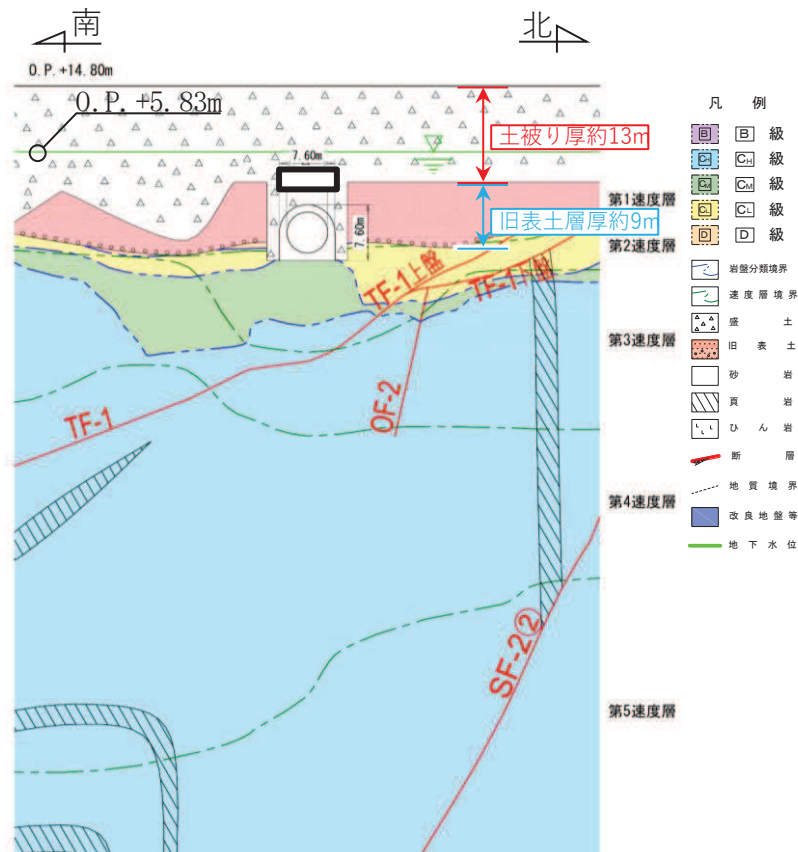 南
北
O.P.+14.80m
O.P.+5.83m
土被り厚約13m
7.60m
7.60m
旧表土層厚約9m
第1速度層
第2速度層
第3速度層
第4速度層
第5速度層
TF-1上盤
TF-1下盤
OF-2
TF-1
SF-2②
凡 例
B B 級
CH CH 級
CM CM 級
CL CL 級
D D 級
岩盤分類境界
速度層境界
盛 土
旧 表 土
砂 岩
頁 岩
ひ ん 岩
断 層
地 質 境 界
改 良 地 盤 等
地 下 水 位